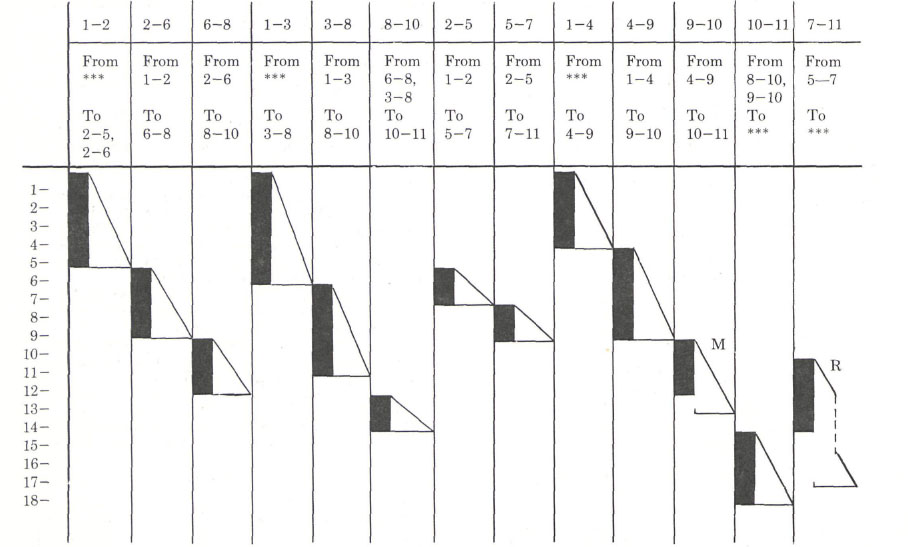 1–2 2–6 6–8 1–3 3–8 8–10 2–5 5–7 1–4 4–9 9–10 10–11 7–11
From From From From From From From From From From From From From
*** 1–2 2–6 *** 1–3 6–8, 1–2 2–5 *** 1–4 4–9 8–10, 5—7
3–8 9–10
To To To To To To To To To To To To To
2–5, 6–8 8–10 3–8 8–10 10–11 5–7 7–11 4–9 9–10 10–11 *** ***
2–6
1–
2–
3–
4–
5–
6–
7–
8–
9–
M
10–
R
11–
12–
13–
14–
15–
16–
17–
18–